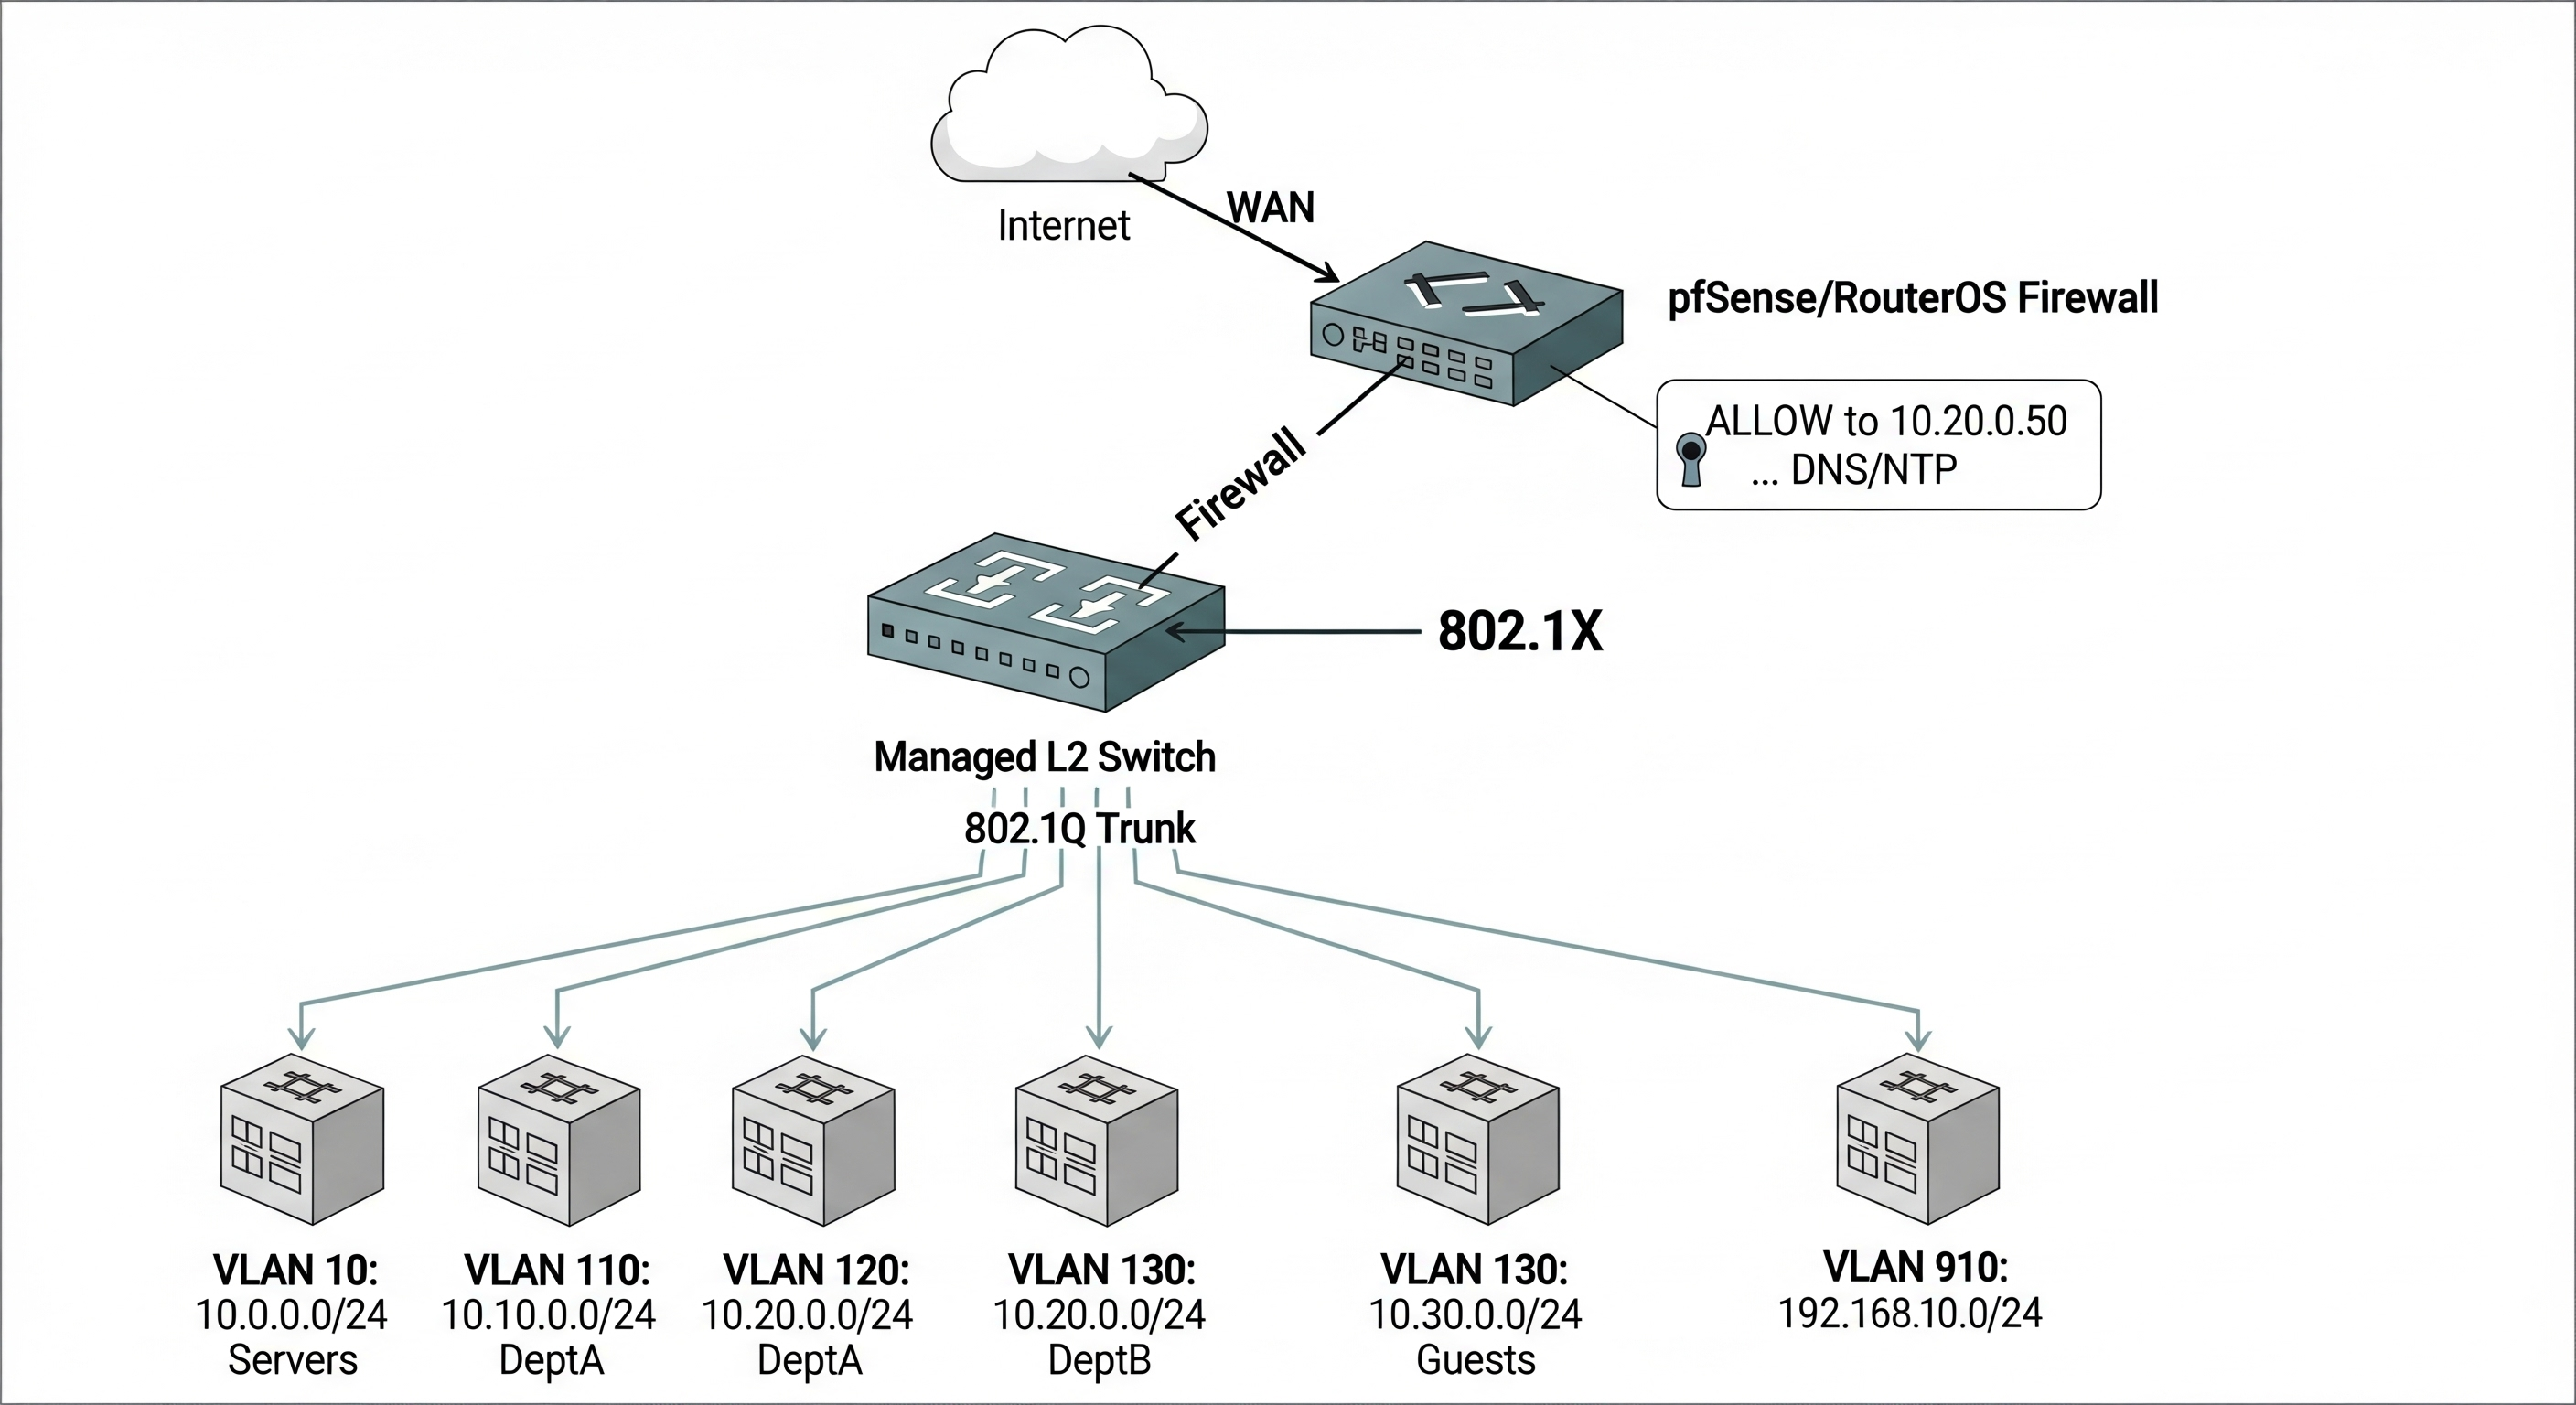 Internet
WAN
pfSense/RouterOS Firewall
ALLOW to 10.20.0.50
... DNS/NTP
Firewall
802.1X
Managed L2 Switch
802.1Q Trunk
VLAN 10:
10.0.0.0/24
Servers
VLAN 110:
10.10.0.0/24
DeptA
VLAN 120:
10.20.0.0/24
DeptA
VLAN 130:
10.20.0.0/24
DeptB
VLAN 130:
10.30.0.0/24
Guests
VLAN 910:
192.168.10.0/24